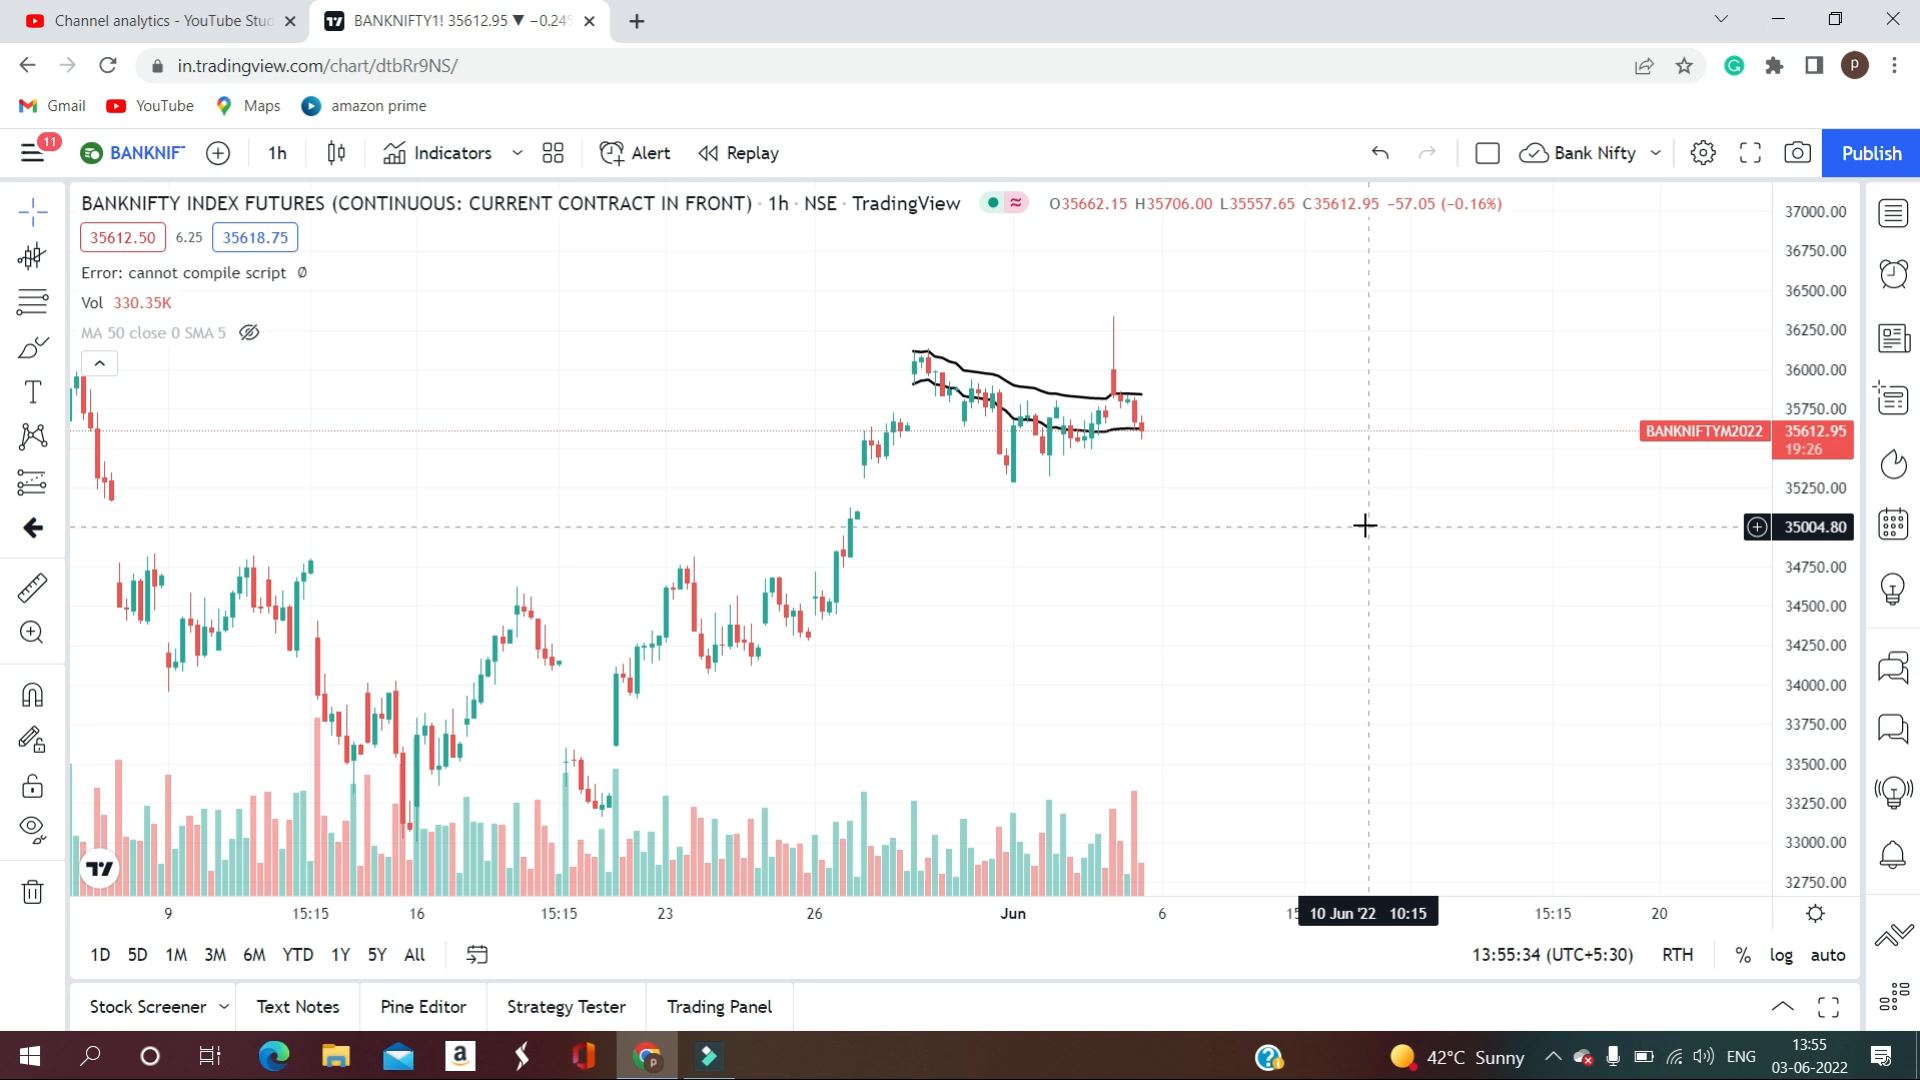 Channel analytics - YouTube Stud
BANKNIFTY1! 35612.95 ▼ −0.24
in.tradingview.com/chart/dtbRr9NS/
P
Gmail YouTube Maps amazon prime
11
BANKNIF
1h Indicators Alert Replay Bank Nifty Publish
BANKNIFTY INDEX FUTURES (CONTINUOUS: CURRENT CONTRACT IN FRONT) · 1h · NSE · TradingView
O35662.15 H35706.00 L35557.65 C35612.95 −57.05 (−0.16%)
35612.50 6.25 35618.75
Error: cannot compile script
Vol 330.35K
MA 50 close 0 SMA 5
37000.00
36750.00
36500.00
36250.00
36000.00
35750.00
BANKNIFTYM2022 35612.95
19:26
35250.00
35004.80
34750.00
34500.00
34250.00
34000.00
33750.00
33500.00
33250.00
33000.00
32750.00
9 15:15 16 15:15 23 26 Jun 6 10 Jun '22 10:15 15:15 20
1D 5D 1M 3M 6M YTD 1Y 5Y All
13:55:34 (UTC+5:30) RTH % log auto
Stock Screener Text Notes Pine Editor Strategy Tester Trading Panel
42°C Sunny ENG
13:55
03-06-2022